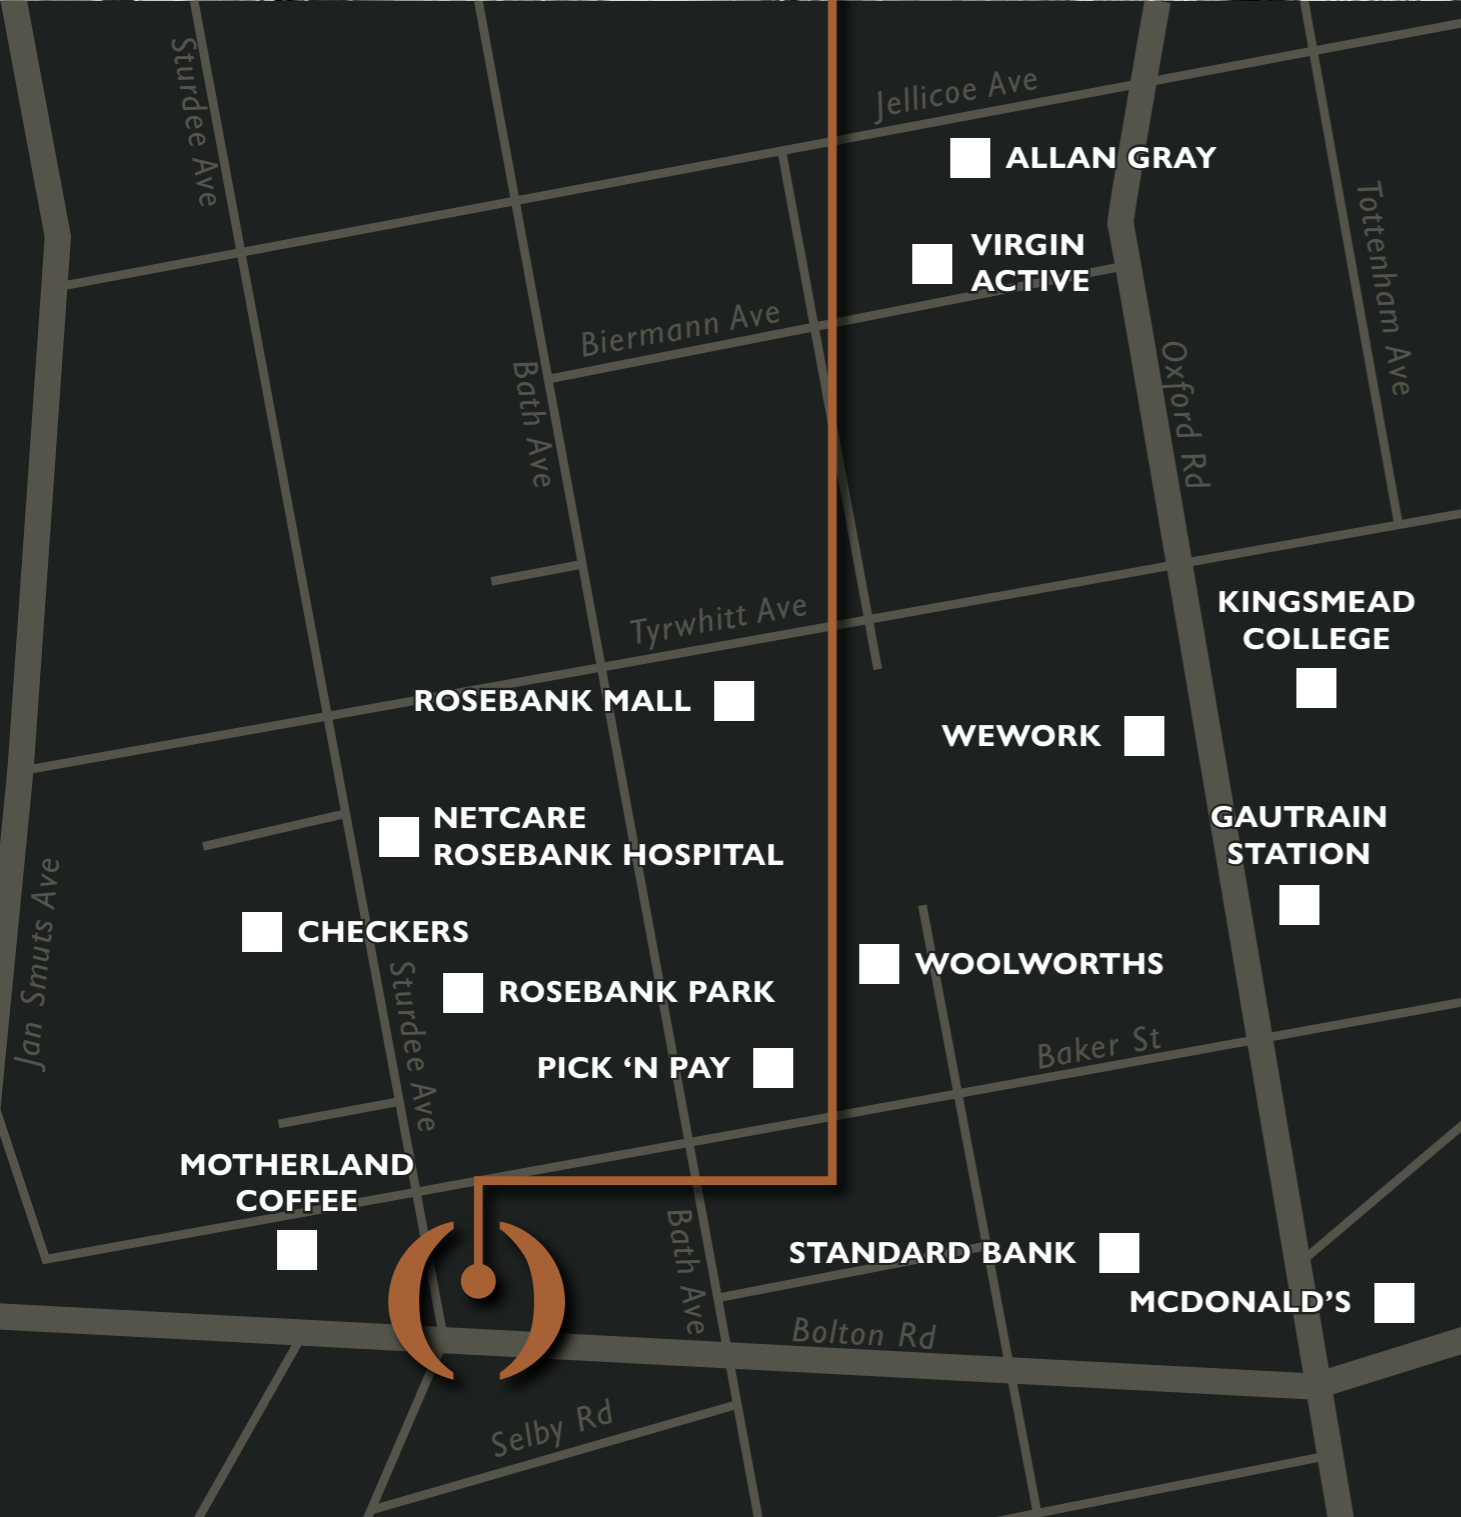 Sturdee Ave
Jellicoe Ave
ALLAN GRAY
Tottenham Ave
VIRGIN
ACTIVE
Biermann Ave
Bath Ave
Oxford Rd
Tyrwhitt Ave
KINGSMEAD
COLLEGE
ROSEBANK MALL
WEWORK
NETCARE
ROSEBANK HOSPITAL
GAUTRAIN
STATION
Jan Smuts Ave
CHECKERS
WOOLWORTHS
Sturdee Ave
ROSEBANK PARK
Baker St
PICK ‘N PAY
MOTHERLAND
COFFEE
Bath Ave
STANDARD BANK
MCDONALD’S
Bolton Rd
Selby Rd